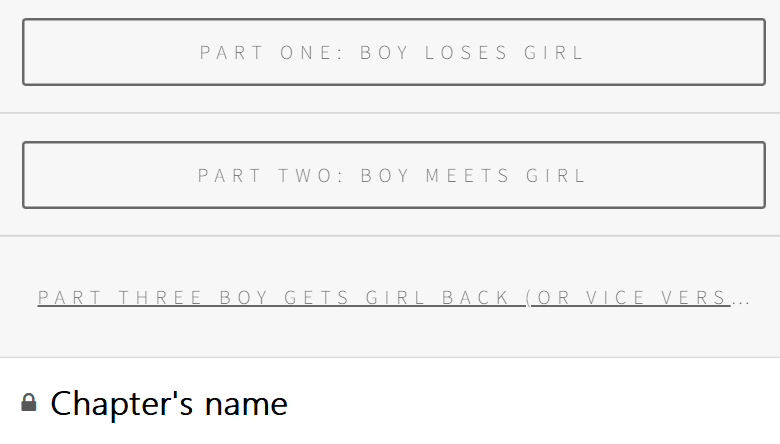 PART ONE: BOY LOSES GIRL
PART TWO: BOY MEETS GIRL
PART THREE BOY GETS GIRL BACK (OR VICE VERS...
Chapter's name